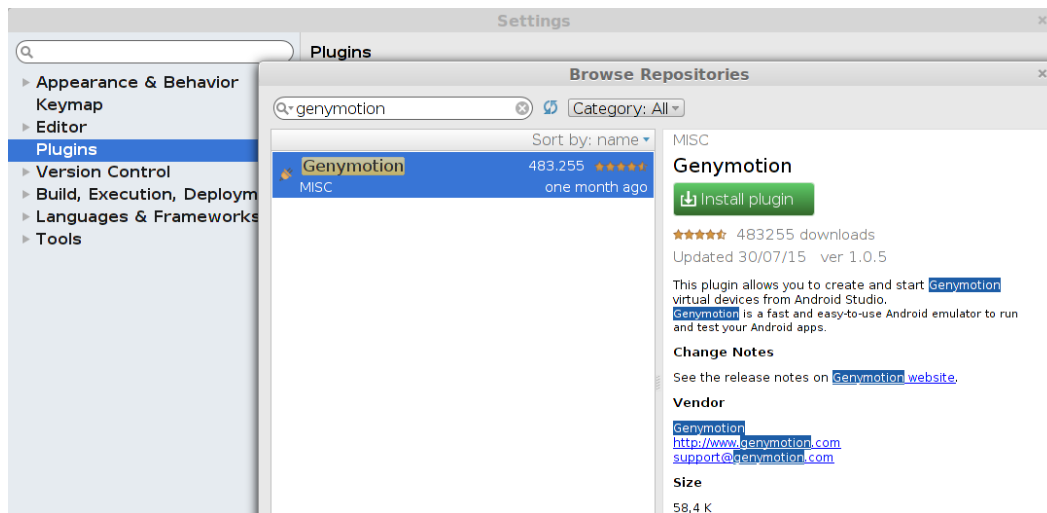 Settings
Plugins
Appearance & Behavior
Keymap
Editor
Plugins
Version Control
Build, Execution, Deploym
Languages & Frameworks
Tools
Browse Repositories
genymotion
Category: All
Sort by: name
Genymotion 483.255
MISC one month ago
MISC
Genymotion
Install plugin
483255 downloads
Updated 30/07/15 ver 1.0.5
This plugin allows you to create and start Genymotion
virtual devices from Android Studio.
Genymotion is a fast and easy-to-use Android emulator to run
and test your Android apps.
Change Notes
See the release notes on Genymotion website.
Vendor
Genymotion
http://www.genymotion.com
support@genymotion.com
Size
58,4 K